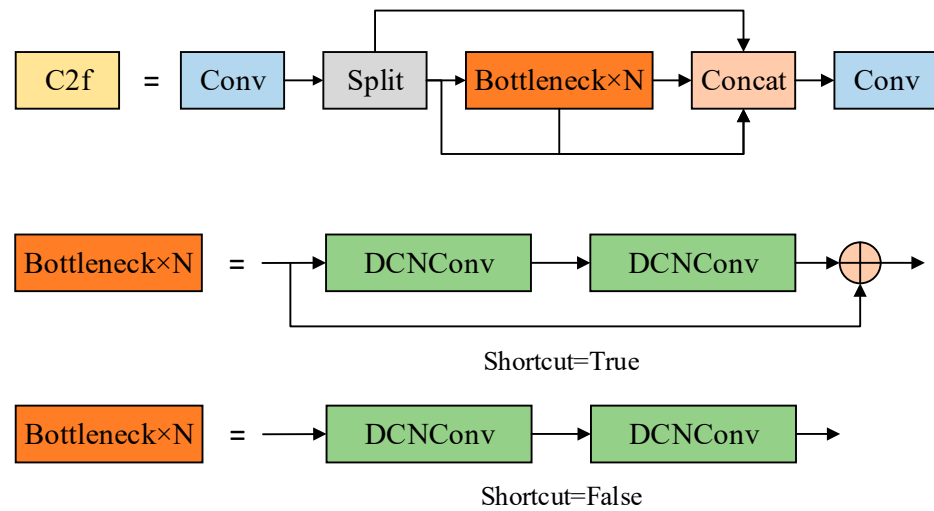 C2f = Conv Split Bottleneck×N Concat Conv
Bottleneck×N = DCNConv DCNConv
Shortcut=True
Bottleneck×N = DCNConv DCNConv
Shortcut=False